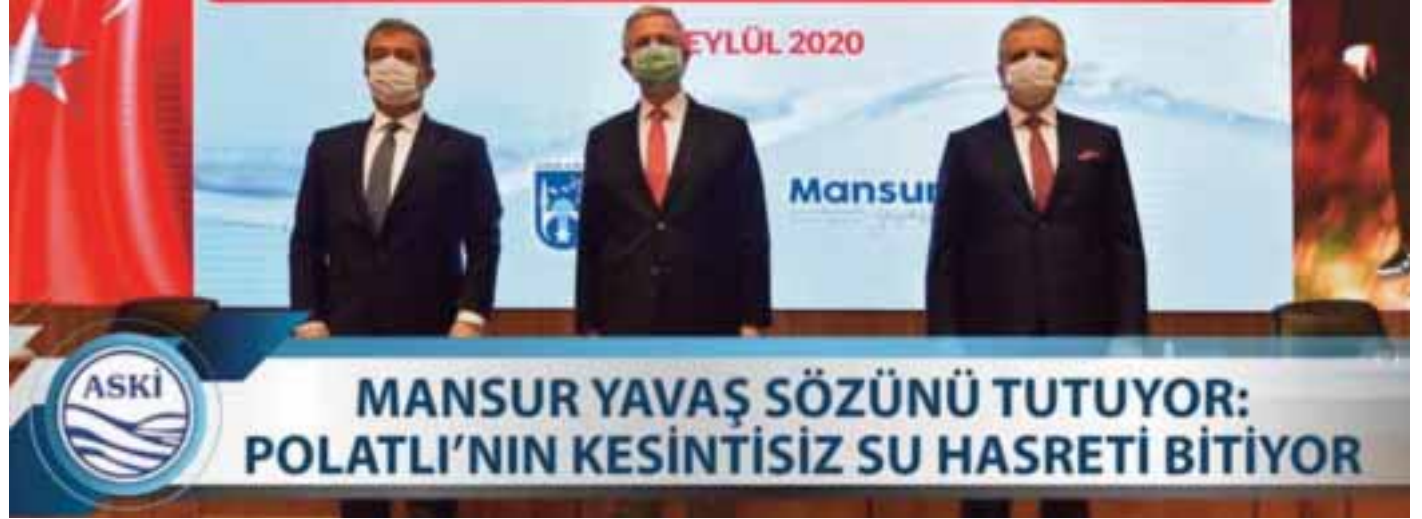 EYLÜL 2020
Mansur
ASKİ
MANSUR YAVAŞ SÖZÜNÜ TUTUYOR:
POLATLI'NIN KESİNTİSİZ SU HASRETİ BİTİYOR